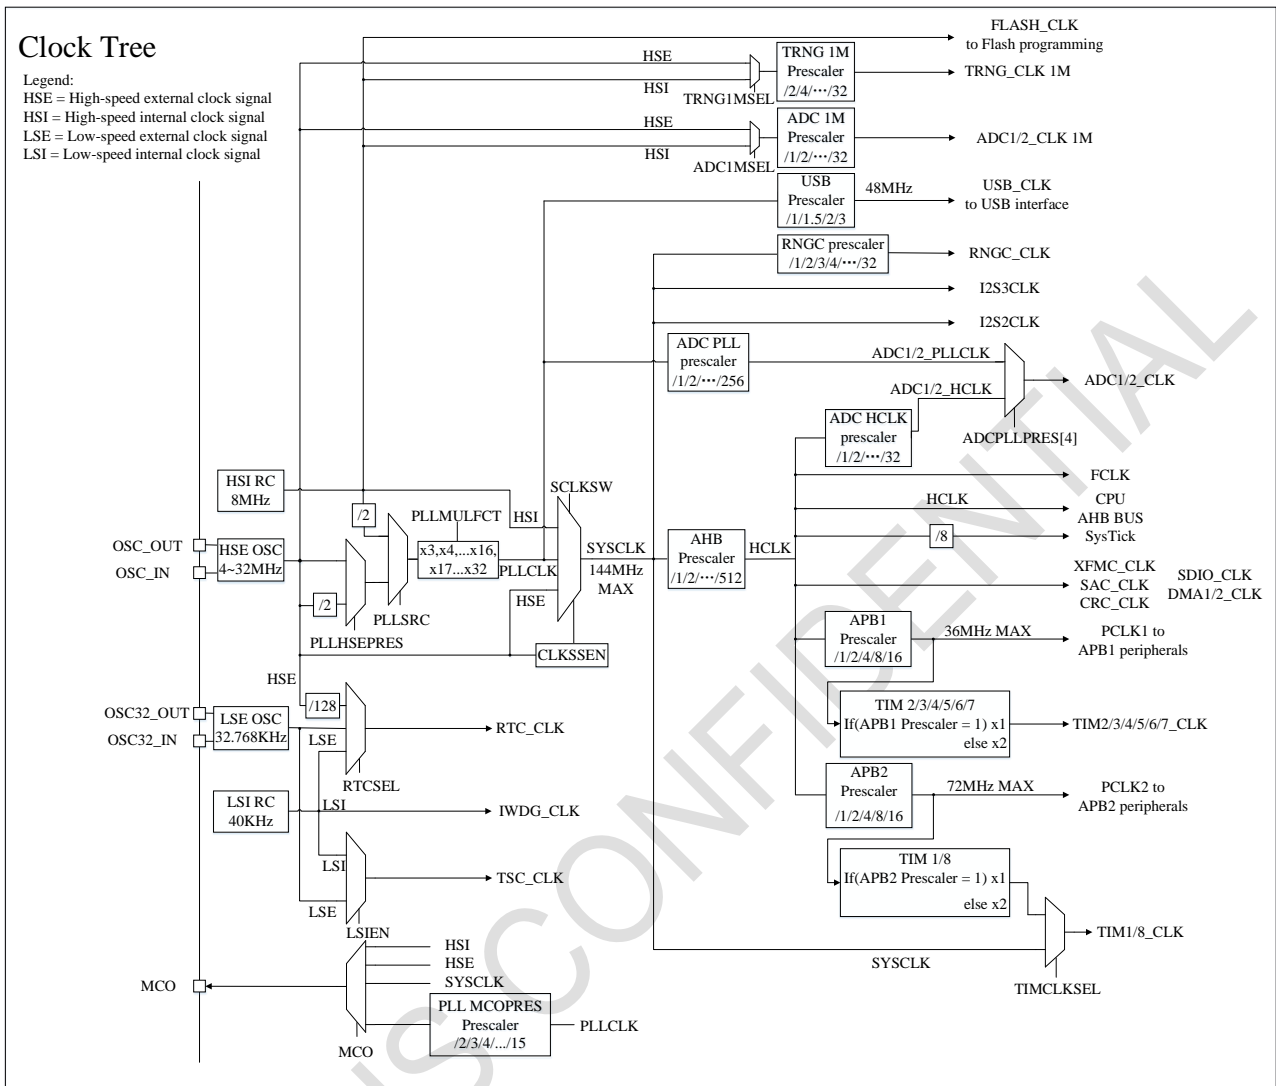 Clock Tree
Legend:
HSE = High-speed external clock signal
HSI = High-speed internal clock signal
LSE = Low-speed external clock signal
LSI = Low-speed internal clock signal
FLASH_CLK
to Flash programming
HSE
HSI
TRNG1MSEL
TRNG 1M
Prescaler
/2/4/···/32
TRNG_CLK 1M
HSE
HSI
ADC1MSEL
ADC 1M
Prescaler
/1/2/···/32
ADC1/2_CLK 1M
USB
Prescaler
/1/1.5/2/3
48MHz
USB_CLK
to USB interface
RNGC prescaler
/1/2/3/4/···/32
RNGC_CLK
I2S3CLK
I2S2CLK
ADC PLL
prescaler
/1/2/···/256
ADC1/2_PLLCLK
ADC1/2_HCLK
ADC1/2_CLK
ADCPLLPRES[4]
ADC HCLK
prescaler
/1/2/···/32
HSI RC
8MHz
FCLK
HCLK
CPU
AHB BUS
/8
SysTick
SCLKSW
HSI
/2
PLLMULFCT
x3,x4,...x16,
x17...x32
PLLCLK
HSE
SYSCLK
144MHz
MAX
AHB
Prescaler
/1/2/···/512
HCLK
OSC_OUT
OSC_IN
HSE OSC
4~32MHz
/2
PLLSRC
PLLHSEPRES
CLKSSEN
XFMC_CLK
SAC_CLK
CRC_CLK
SDIO_CLK
DMA1/2_CLK
APB1
Prescaler
/1/2/4/8/16
36MHz MAX
PCLK1 to
APB1 peripherals
HSE
/128
OSC32_OUT
OSC32_IN
LSE OSC
32.768KHz
LSE
RTC_CLK
RTCSEL
TIM 2/3/4/5/6/7
If(APB1 Prescaler = 1) x1
else x2
TIM2/3/4/5/6/7_CLK
LSI RC
40KHz
LSI
IWDG_CLK
APB2
Prescaler
/1/2/4/8/16
72MHz MAX
PCLK2 to
APB2 peripherals
LSI
LSE
TSC_CLK
LSIEN
TIM 1/8
If(APB2 Prescaler = 1) x1
else x2
TIM1/8_CLK
SYSCLK
TIMCLKSEL
HSI
HSE
SYSCLK
MCO
PLL MCOPRES
Prescaler
/2/3/4/.../15
PLLCLK
MCO
CONFIDENTIAL